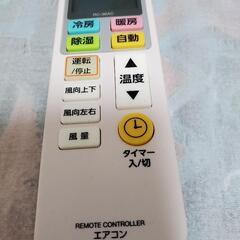 冷房
暖房
除湿
自動
運転
/停止
温度
風向上下
風向左右
風量
タイマー
入/切
REMOTE CONTROLLER
エアコン